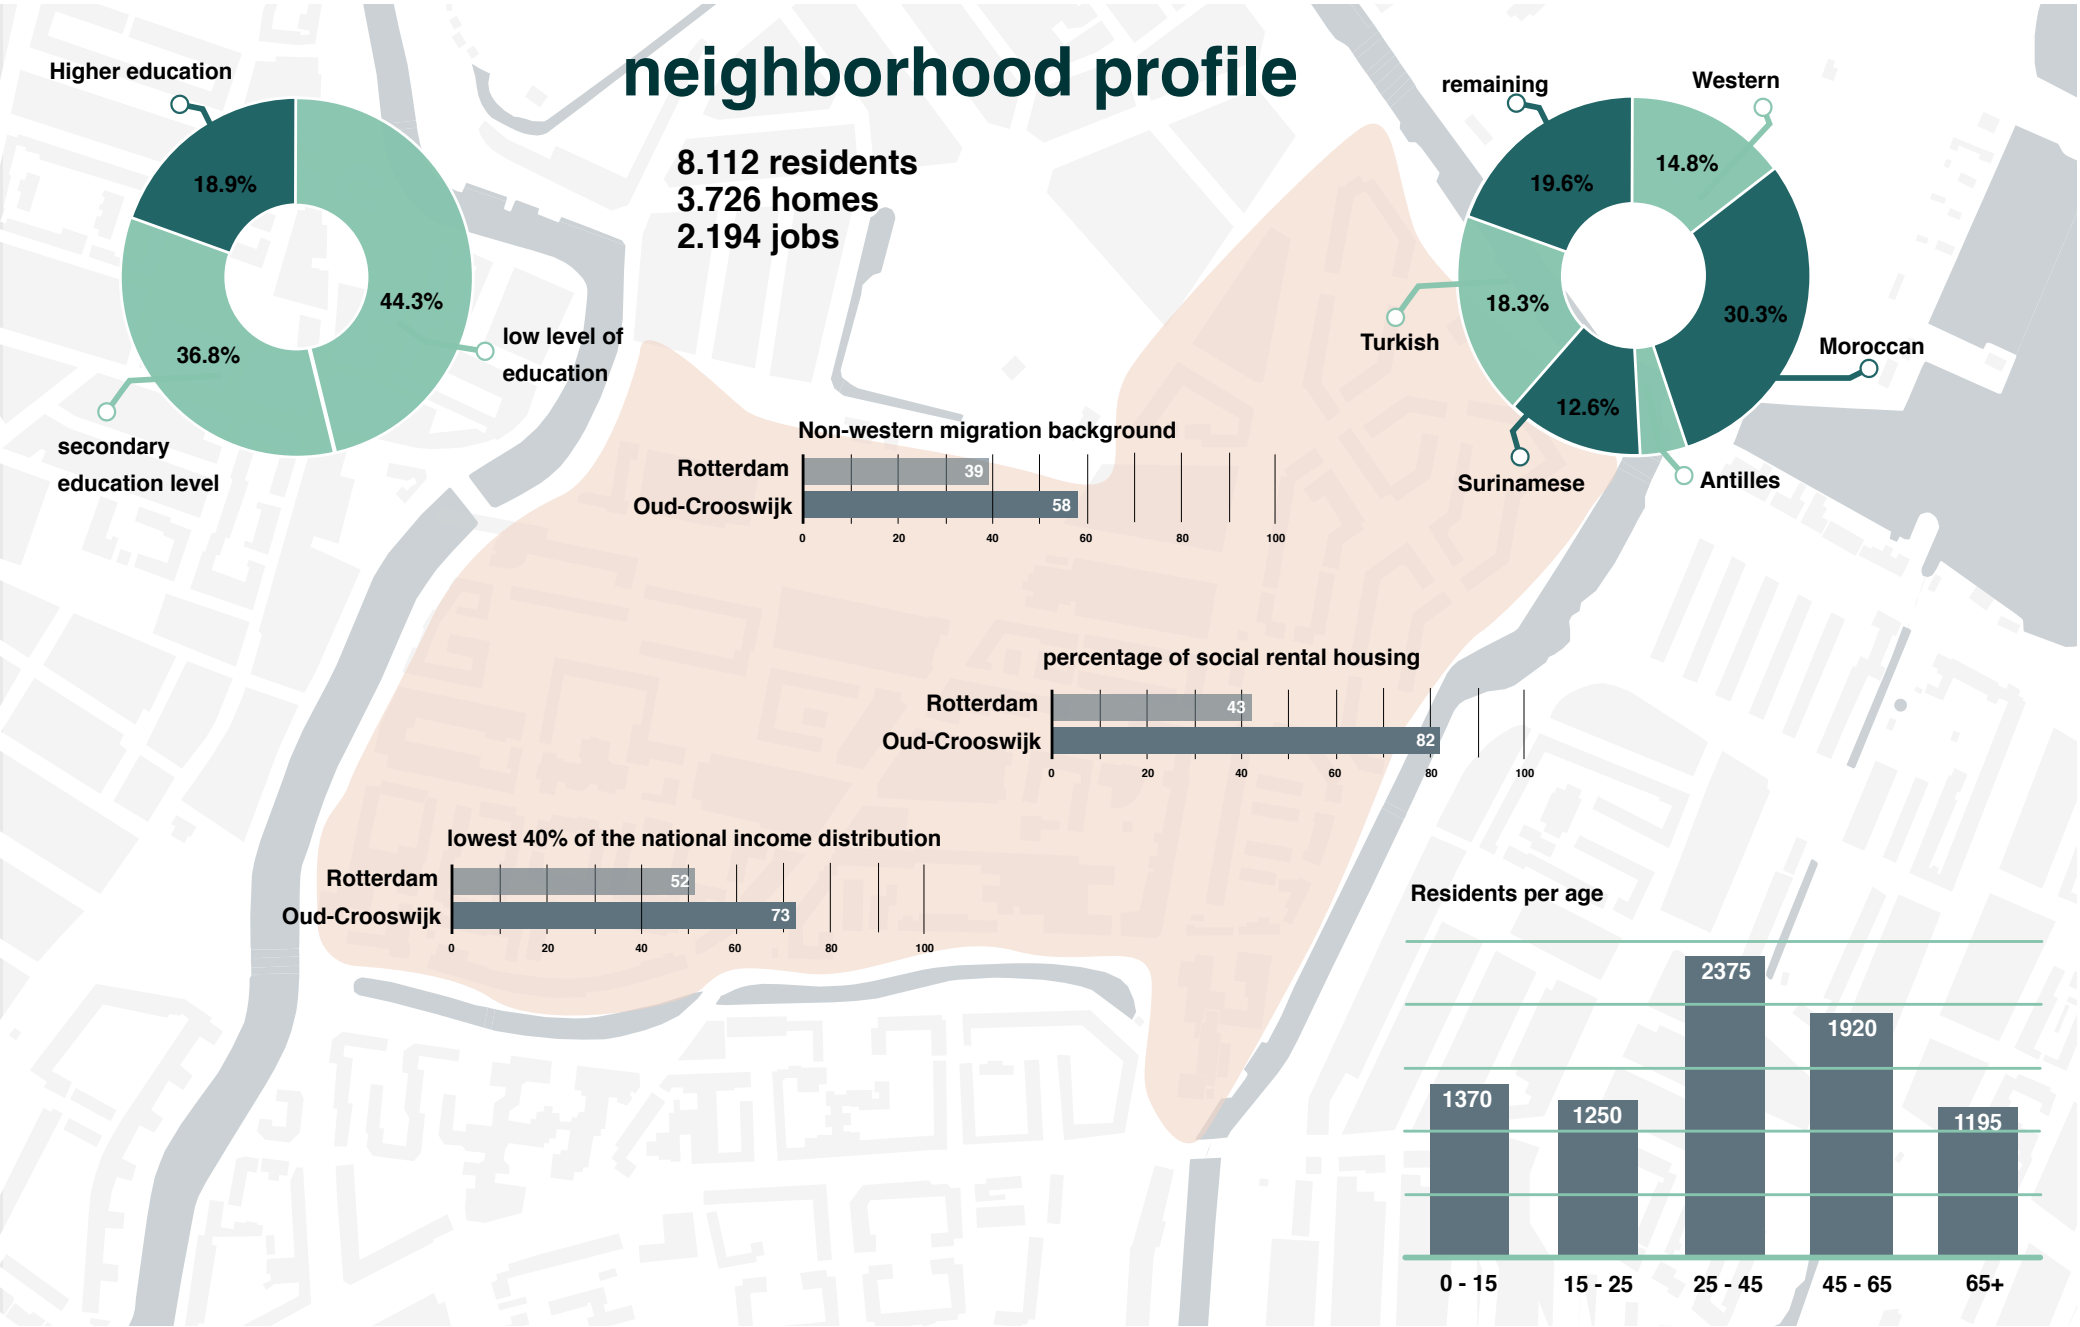 neighborhood profile
8.112 residents
3.726 homes
2.194 jobs
Higher education
18.9%
44.3%
36.8%
low level of
education
secondary
education level
remaining
Western
14.8%
19.6%
18.3%
30.3%
12.6%
Turkish
Moroccan
Surinamese
Antilles
Non-western migration background
Rotterdam 39
Oud-Crooswijk 58
0 20 40 60 80 100
percentage of social rental housing
Rotterdam 43
Oud-Crooswijk 82
0 20 40 60 80 100
lowest 40% of the national income distribution
Rotterdam 52
Oud-Crooswijk 73
0 20 40 60 80 100
Residents per age
1370 1250 2375 1920 1195
0 - 15 15 - 25 25 - 45 45 - 65 65+